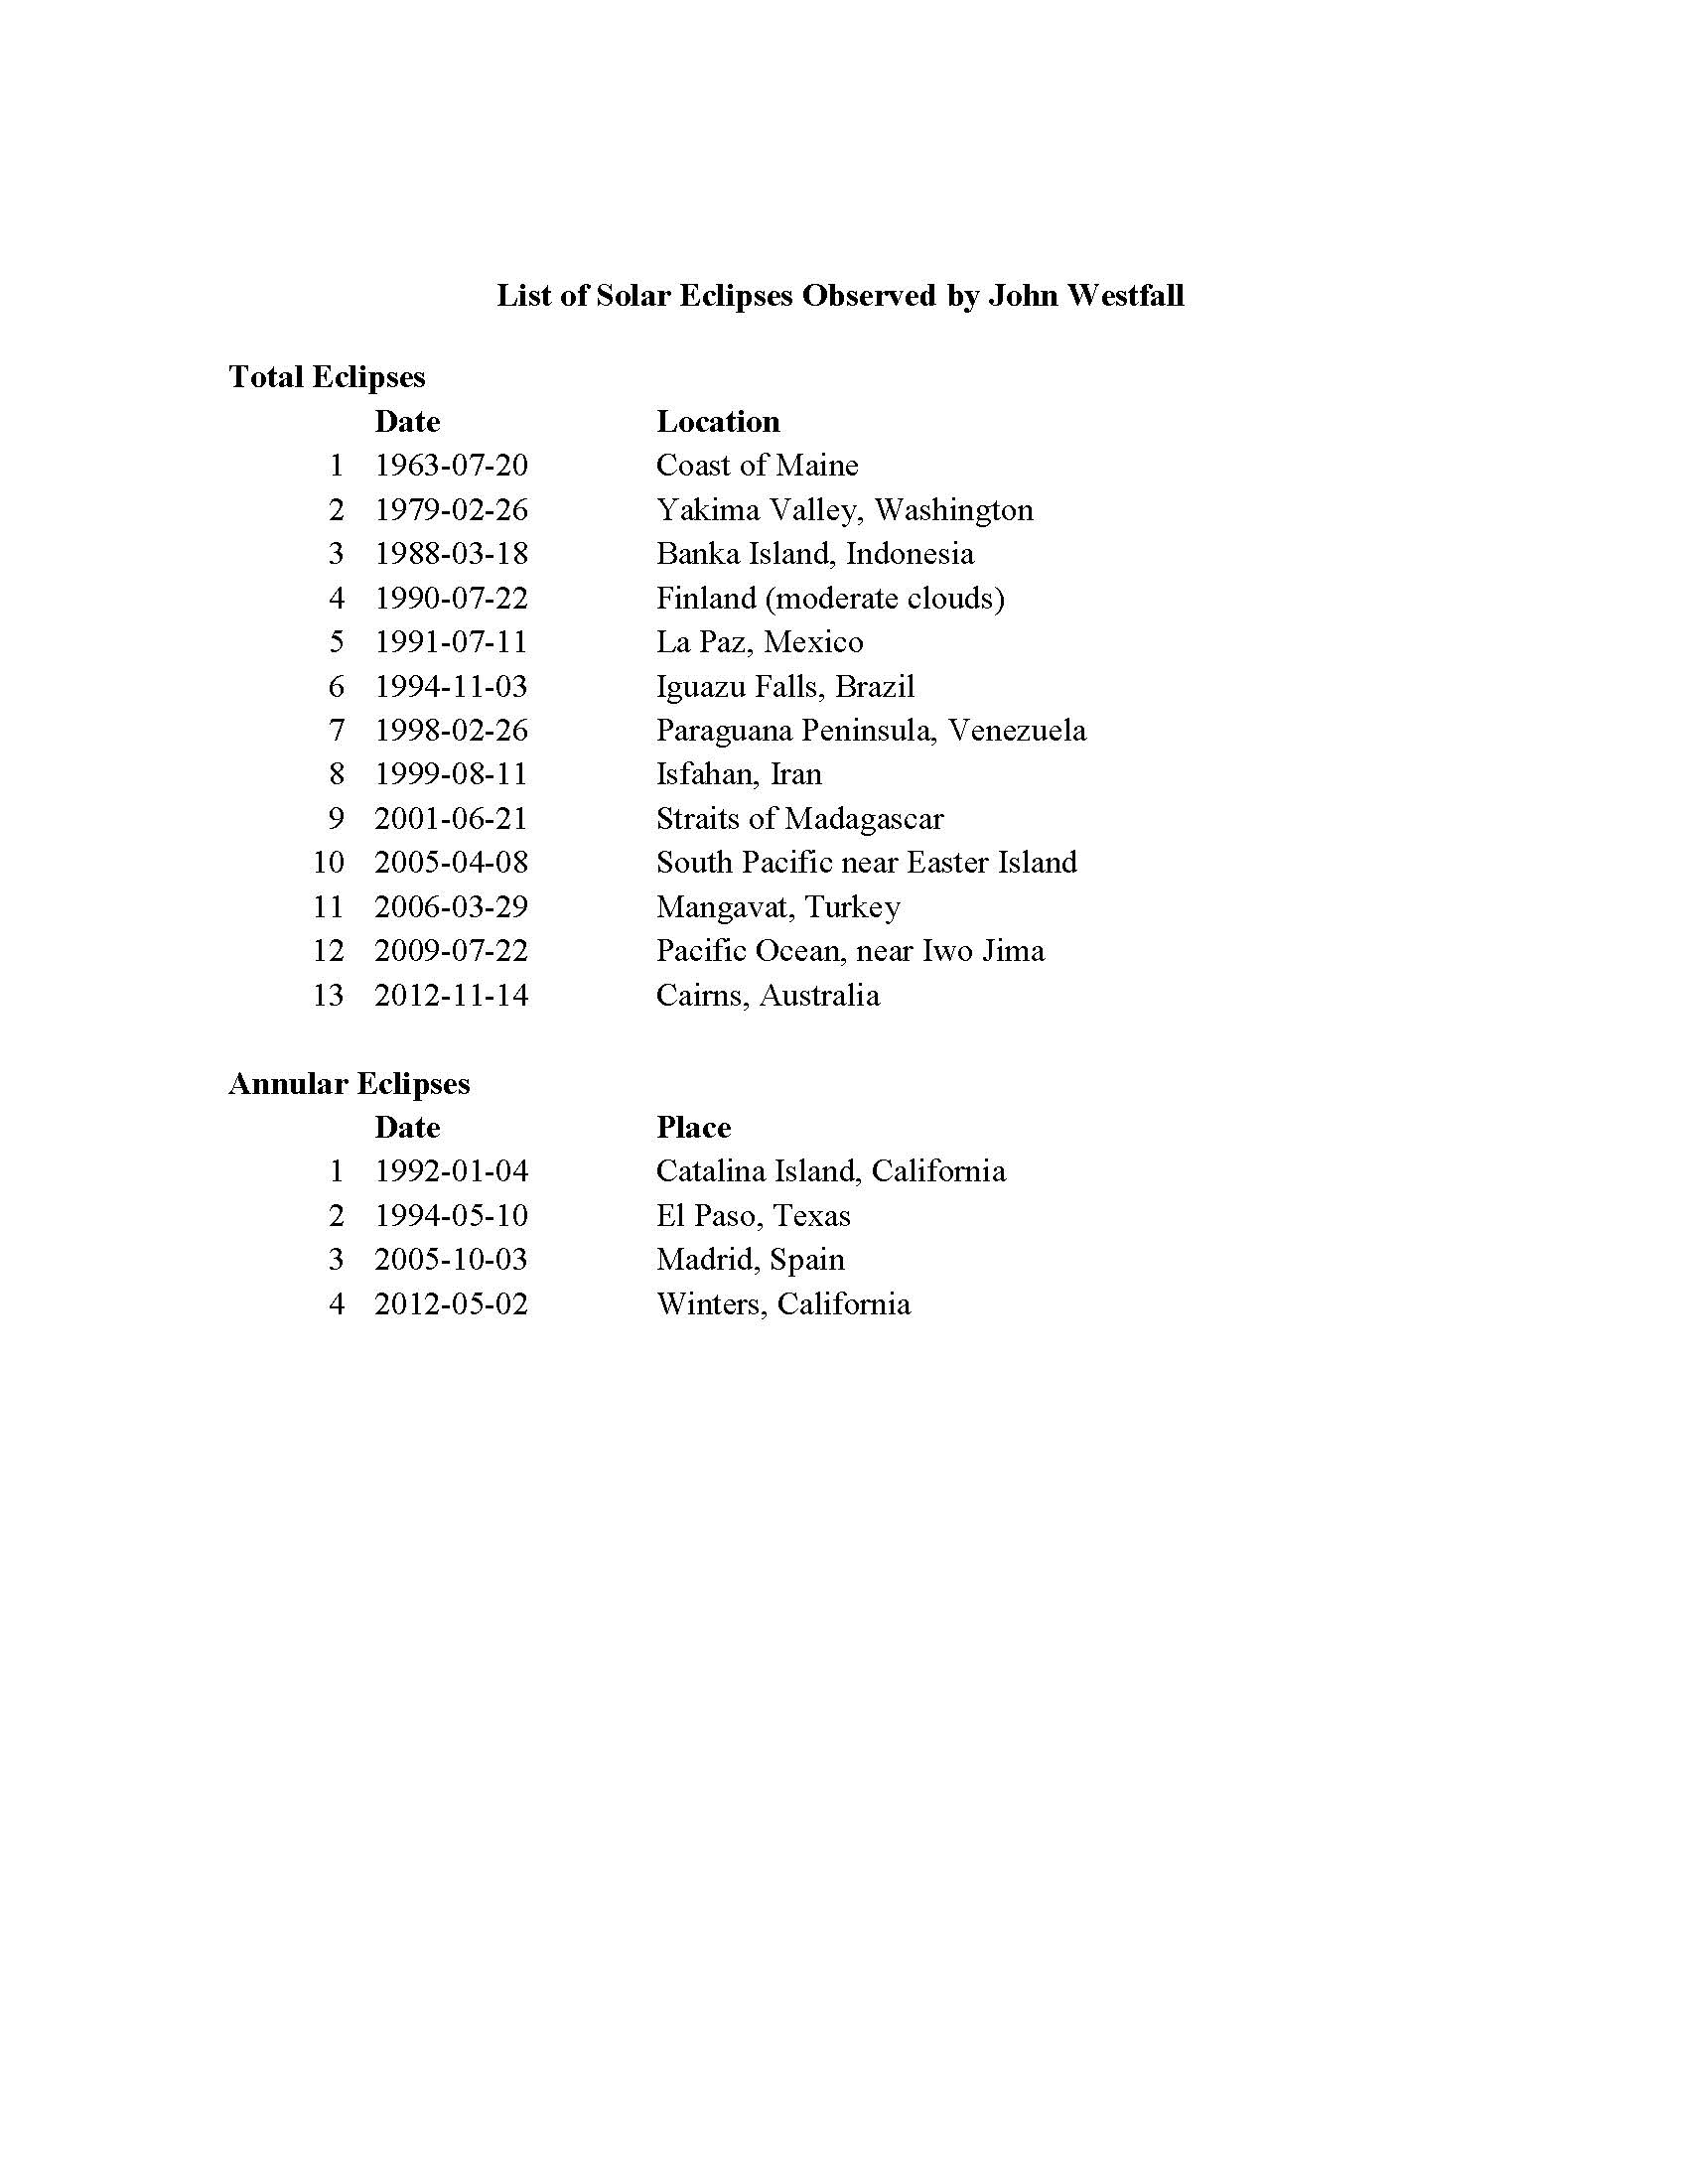 List of Solar Eclipses Observed by John Westfall
Total Eclipses
Date Location
1 1963-07-20 Coast of Maine
2 1979-02-26 Yakima Valley, Washington
3 1988-03-18 Banka Island, Indonesia
4 1990-07-22 Finland (moderate clouds)
5 1991-07-11 La Paz, Mexico
6 1994-11-03 Iguazu Falls, Brazil
7 1998-02-26 Paraguana Peninsula, Venezuela
8 1999-08-11 Isfahan, Iran
9 2001-06-21 Straits of Madagascar
10 2005-04-08 South Pacific near Easter Island
11 2006-03-29 Mangavat, Turkey
12 2009-07-22 Pacific Ocean, near Iwo Jima
13 2012-11-14 Cairns, Australia
Annular Eclipses
Date Place
1 1992-01-04 Catalina Island, California
2 1994-05-10 El Paso, Texas
3 2005-10-03 Madrid, Spain
4 2012-05-02 Winters, California